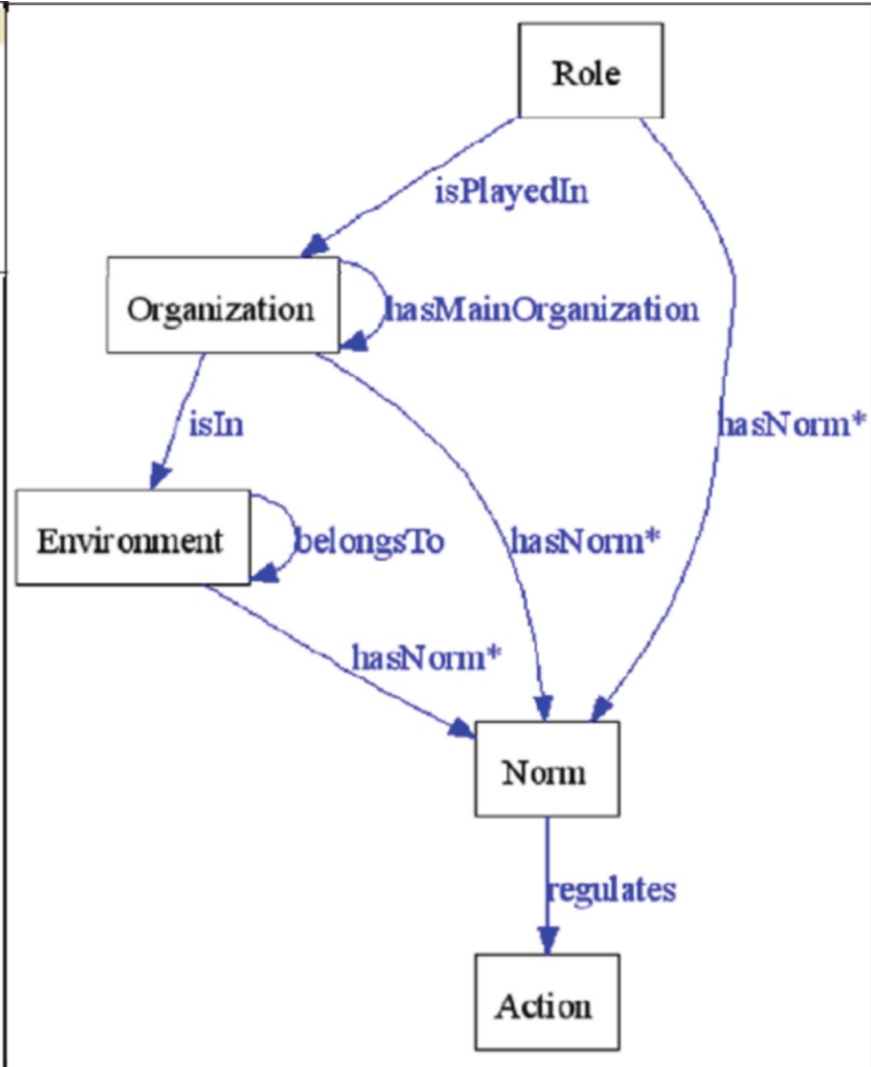 Role
isPlayedIn
Organization
hasMainOrganization
isIn
hasNorm*
Environment
belongsTo
hasNorm*
hasNorm*
Norm
regulates
Action